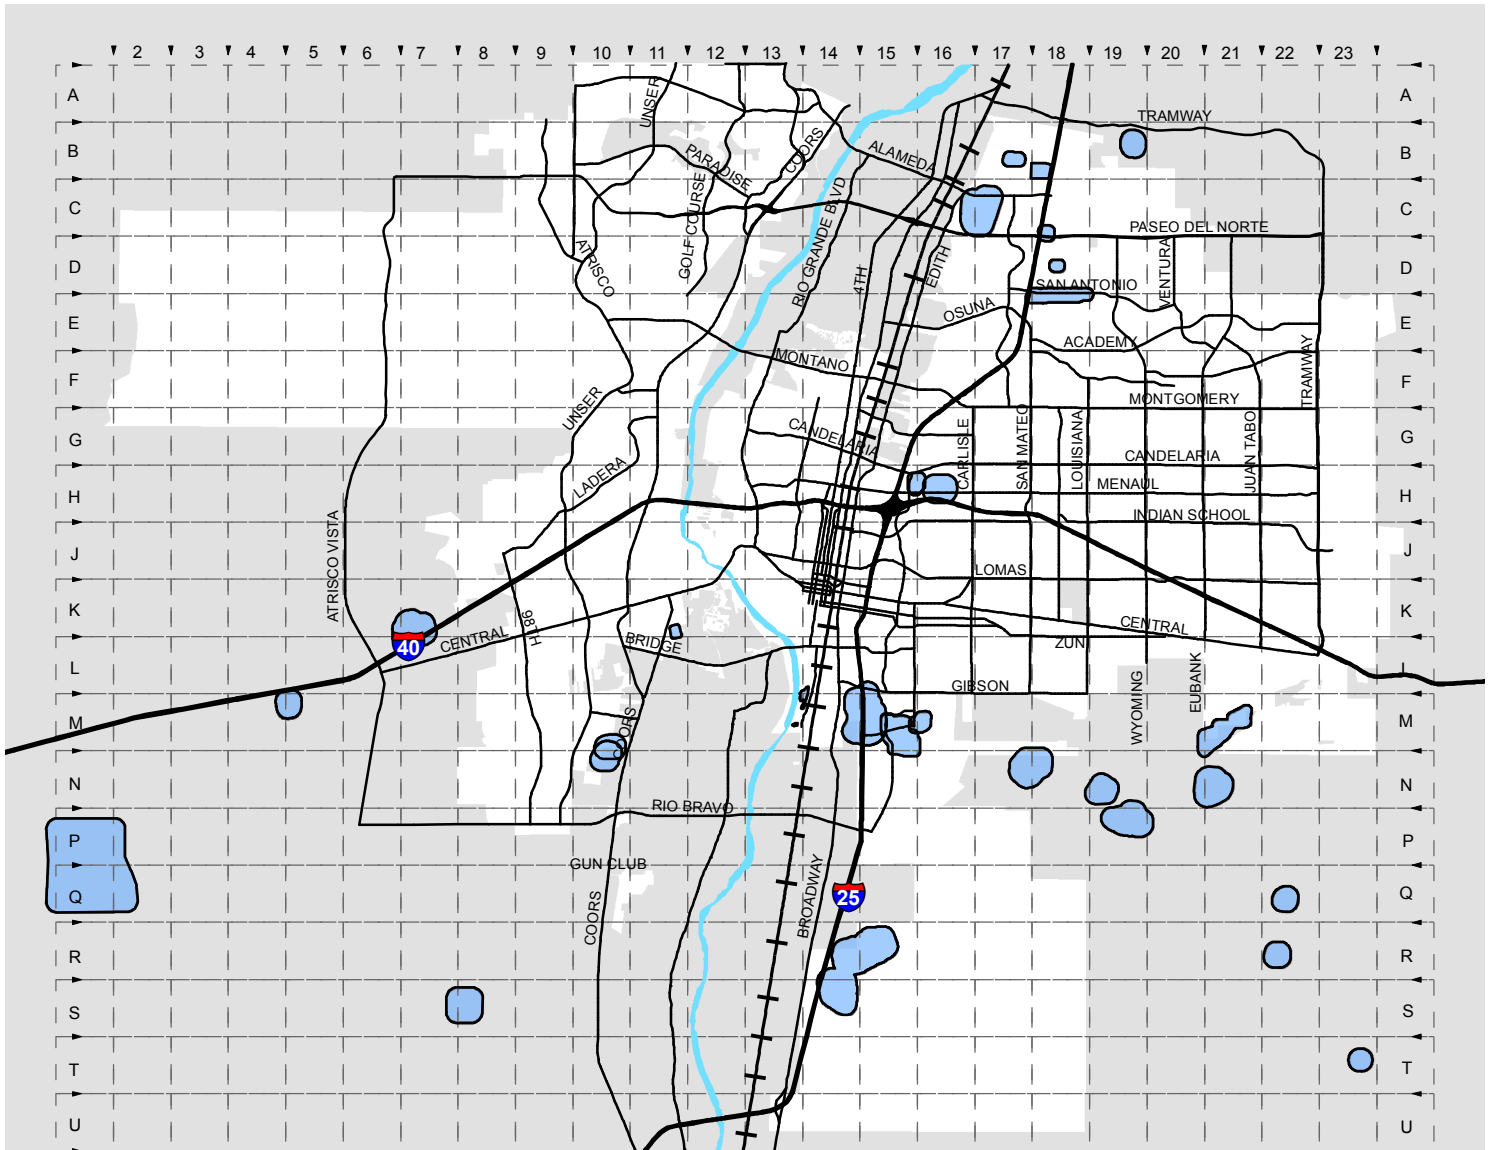 2 3 4 5 6 7 8 9 10 11 12 13 14 15 16 17 18 19 20 21 22 23
A A
UNSER
TRAMWAY
COORS
B B
PARADISE
ALAMEDA
C C
GOLF COURSE
RIO GRANDE BLVD
PASEO DEL NORTE
D D
ATRISCO
4TH
EDITH
SAN ANTONIO
VENTURA
E E
OSUNA
ACADEMY
MONTANO
TRAMWAY
F F
UNSER
MONTGOMERY
G G
CANDELARIA
CARLISLE
SAN MATEO
LOUISIANA
CANDELARIA
JUAN TABO
LADERA
H H
MENAUL
INDIAN SCHOOL
ATRISCO VISTA
J J
LOMAS
K K
98TH
CENTRAL
BRIDGE
CENTRAL
ZUNI
40
L L
GIBSON
WYOMING
EUBANK
M M
COORS
N N
RIO BRAVO
P P
GUN CLUB
BROADWAY
Q Q
25
COORS
R R
S S
T T
U U